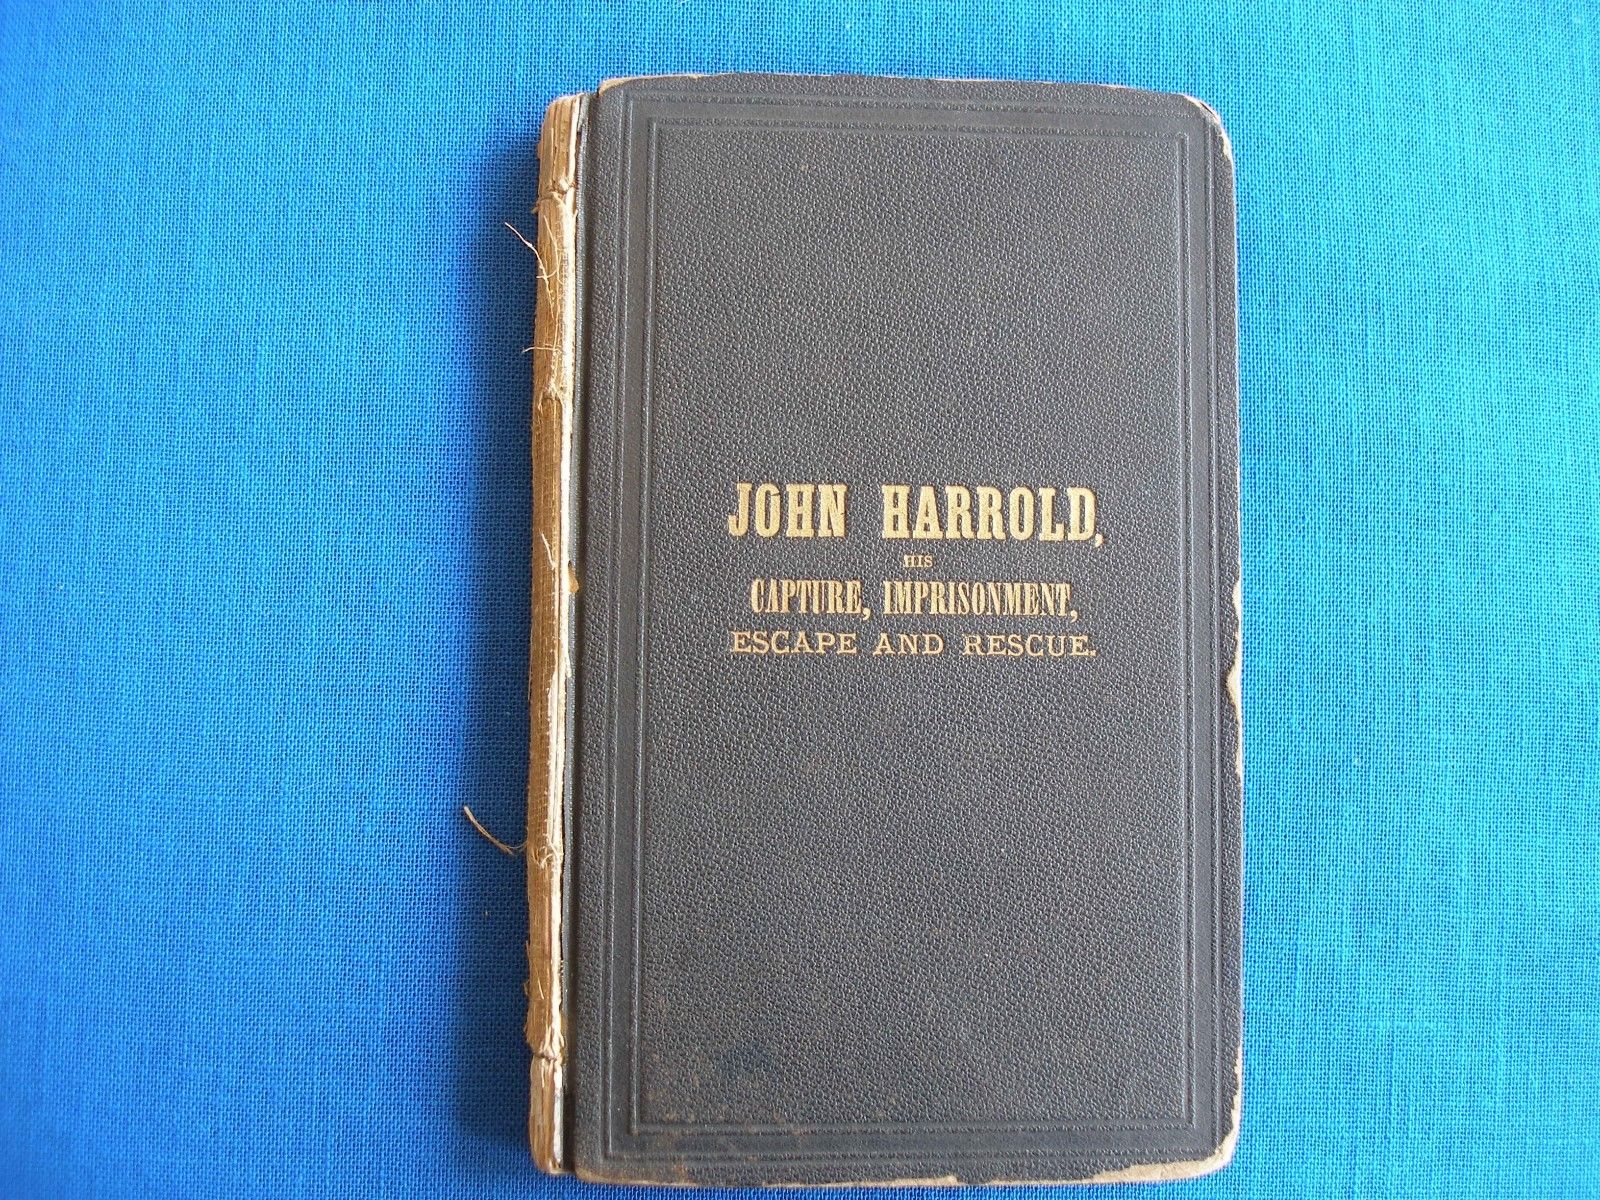 JOHN HARROLD,
HIS
CAPTURE, IMPRISONMENT,
ESCAPE AND RESCUE.